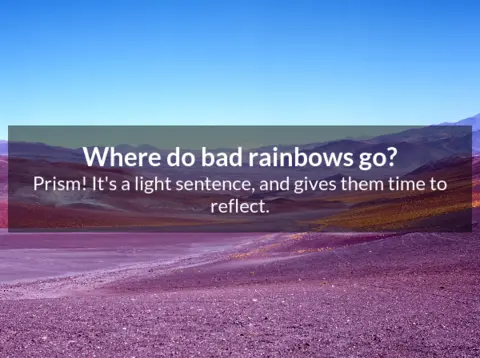 Where do bad rainbows go?
Prism! It's a light sentence, and gives them time to
reflect.